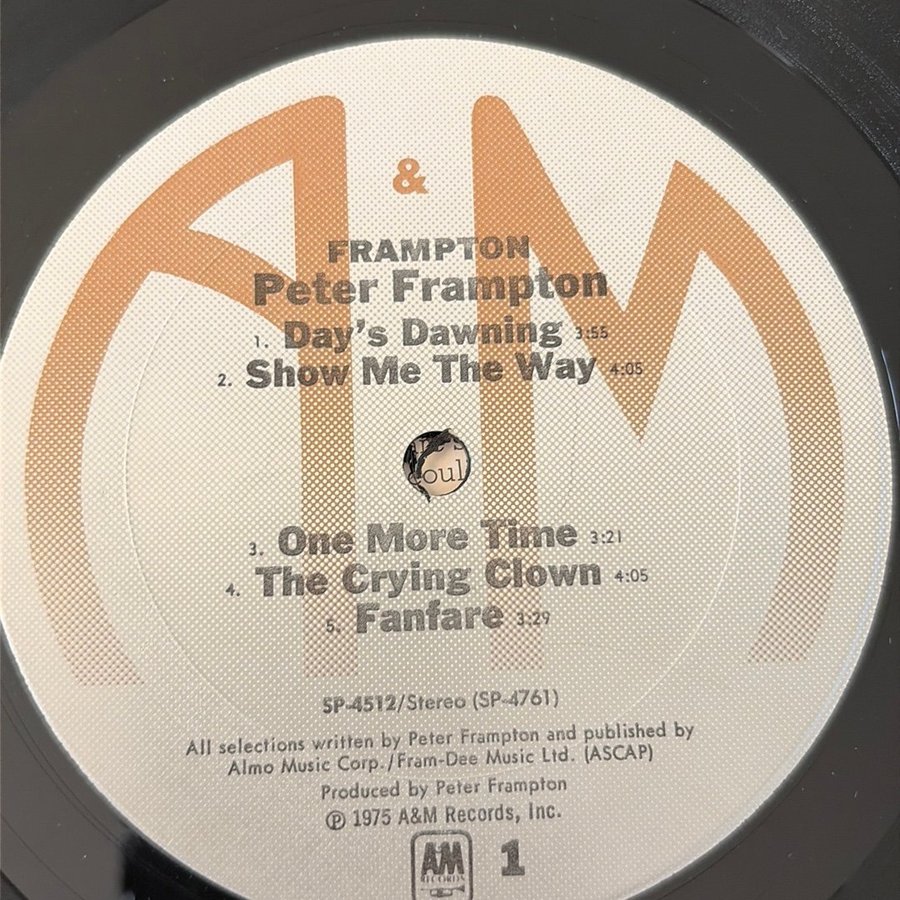 A & M
FRAMPTON
Peter Frampton
1. Day's Dawning 3:55
2. Show Me The Way 4:05
oul
3. One More Time 3:21
4. The Crying Clown 4:05
5. Fanfare 3:29
SP-4512/Stereo (SP-4761)
All selections written by Peter Frampton and published by
Almo Music Corp./Fram-Dee Music Ltd. (ASCAP)
Produced by Peter Frampton
℗ 1975 A&M Records, Inc.
AM
RECORDS
1